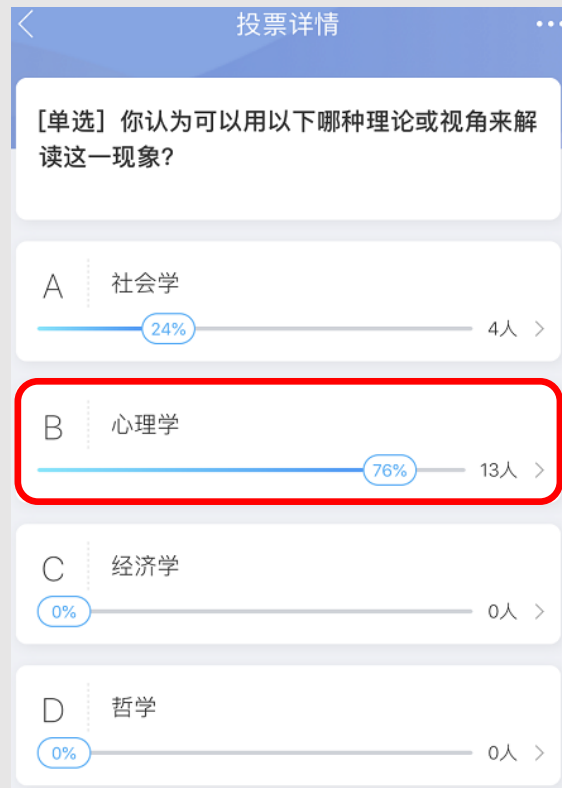 投票详情
[单选] 你认为可以用以下哪种理论或视角来解
读这一现象?
A 社会学
24% 4人
B 心理学
76% 13人
C 经济学
0% 0人
D 哲学
0% 0人